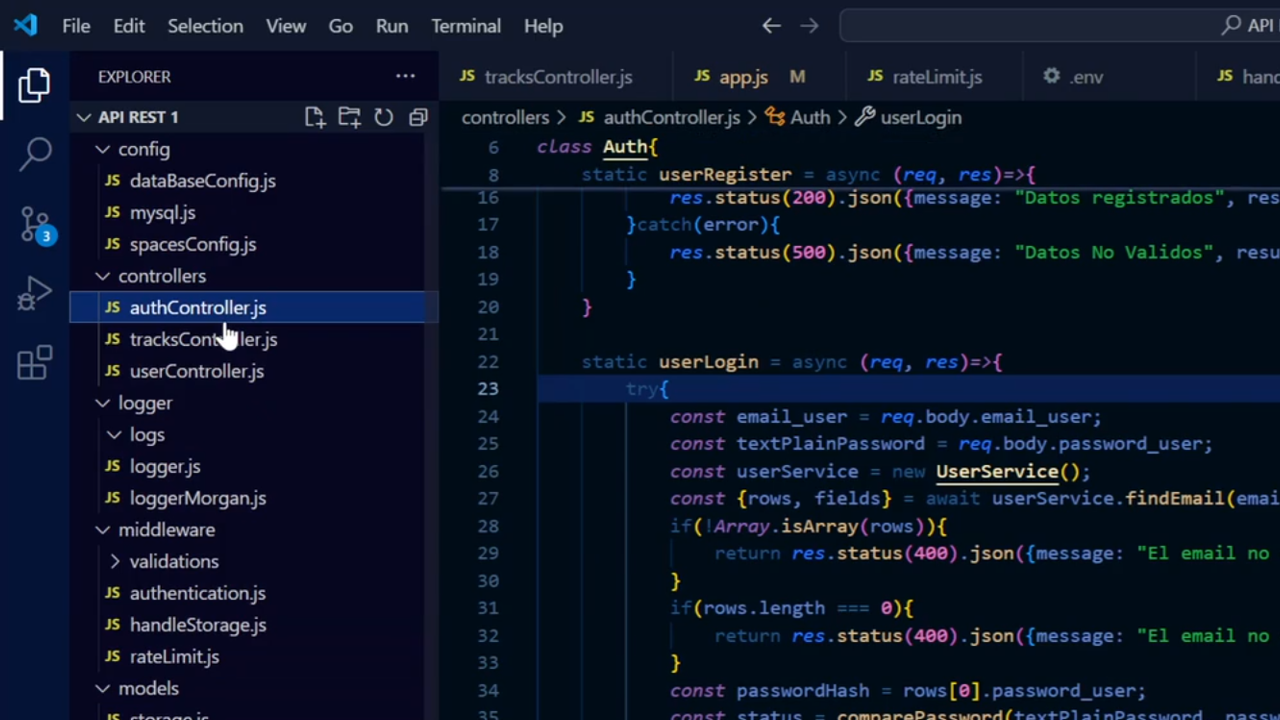 File Edit Selection View Go Run Terminal Help
API
EXPLORER
tracksController.js
JS app.js M
JS rateLimit.js
.env
JS
API REST 1
controllers > JS authController.js > Auth > userLogin
config
JS dataBaseConfig.js
JS mysql.js
JS spacesConfig.js
controllers
JS authController.js
JS tracksController.js
JS userController.js
logger
logs
JS logger.js
JS loggerMorgan.js
middleware
validations
JS authentication.js
JS handleStorage.js
JS rateLimit.js
models
storage.js
3
6 class Auth{
8 static userRegister = async (req, res)=>{
16 res.status(200).json({message: "Datos registrados", res
17 }catch(error){
18 res.status(500).json({message: "Datos No Validos", resu
19 }
20 }
21
22 static userLogin = async (req, res)=>{
23 try{
24 const email_user = req.body.email_user;
25 const textPlainPassword = req.body.password_user;
26 const userService = new UserService();
27 const {rows, fields} = await userService.findEmail(emai
28 if(!Array.isArray(rows)){
29 return res.status(400).json({message: "El email no
30 }
31 if(rows.length === 0){
32 return res.status(400).json({message: "El email no
33 }
34 const passwordHash = rows[0].password_user;
35 const status = comparePassword(textPlainPassword, passw